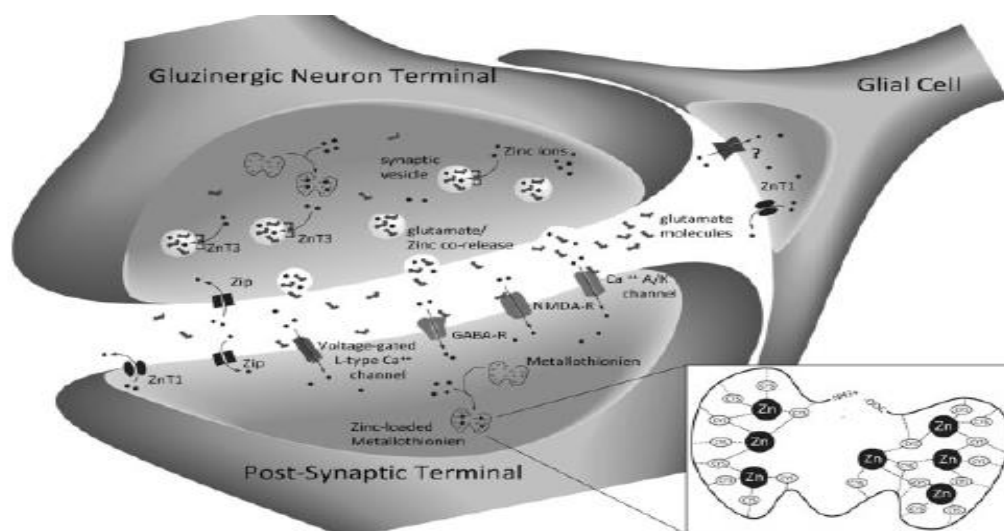 Gluzinergic Neuron Terminal
Glial Cell
synaptic
vesicle
Zinc ions
?
ZnT1
ZnT3
ZnT3
glutamate/
Zinc co-release
glutamate
molecules
Zip
Ca⁺⁺ A/K
channel
NMDA-R
GABA-R
Voltage-gated
L-type Ca⁺⁺
channel
Zip
ZnT1
Metallothionien
Zinc-loaded
Metallothionien
Post-Synaptic Terminal
Zn
Zn
Zn
Zn
Zn
Zn
Zn